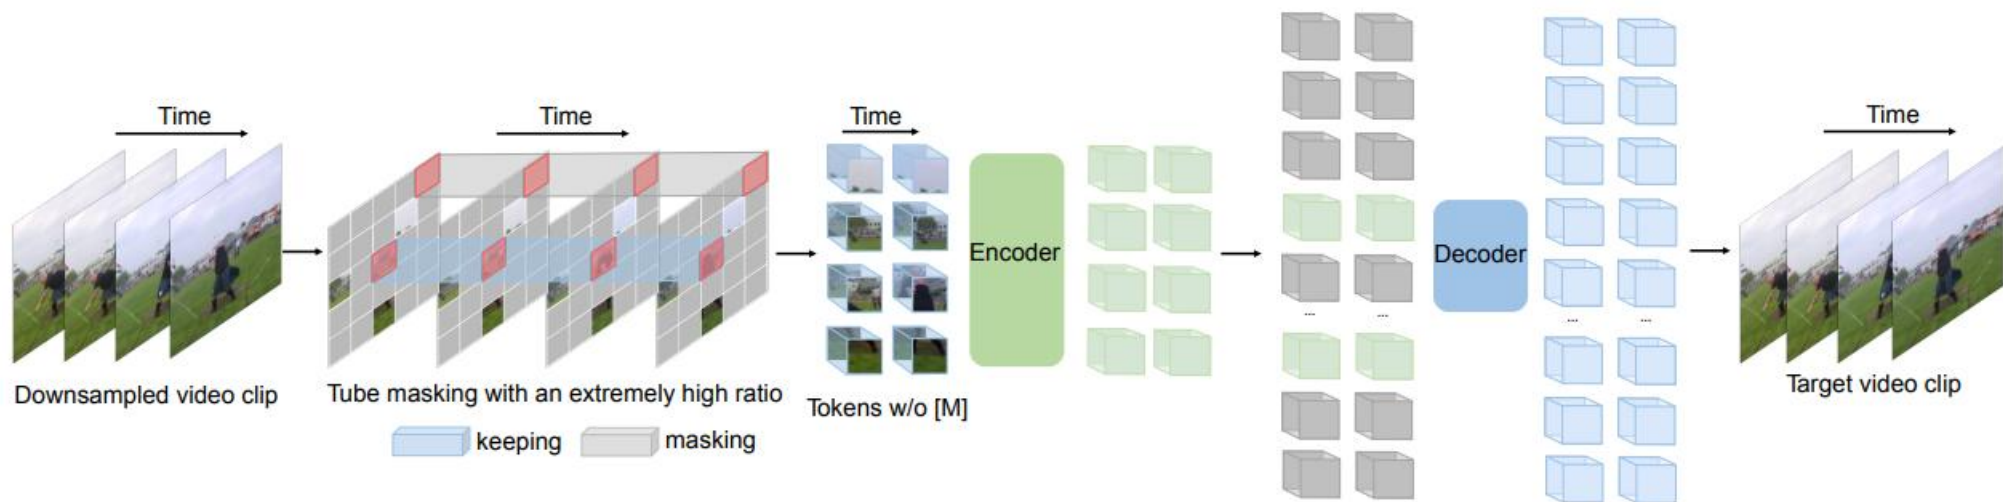 Time
Time
Time
Time
Encoder
Decoder
...
...
...
...
Downsampled video clip
Tube masking with an extremely high ratio
Tokens w/o [M]
Target video clip
keeping
masking